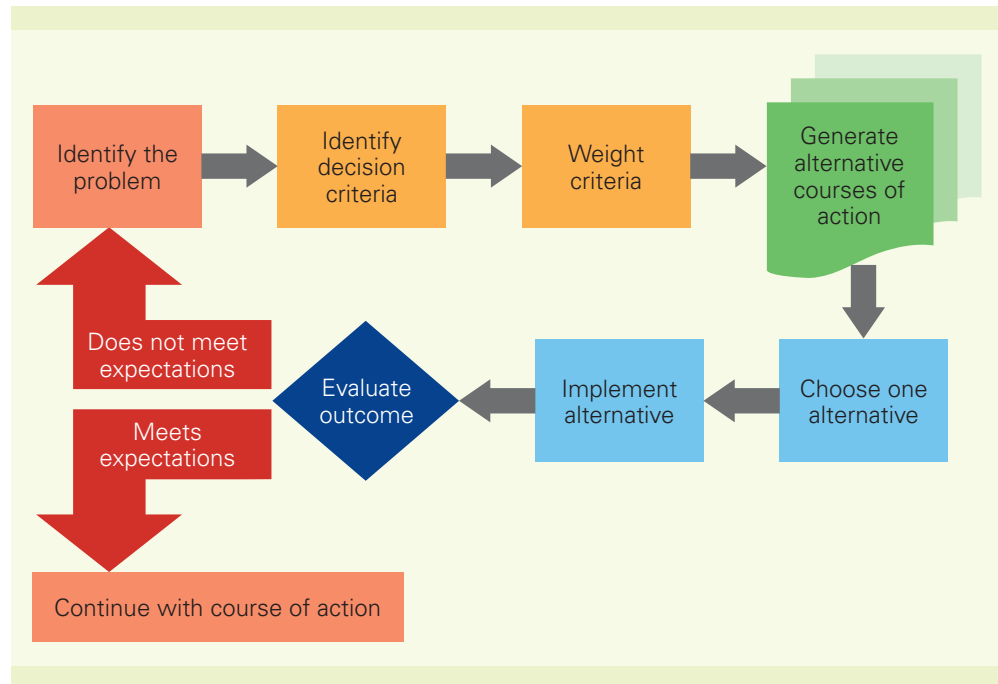 Identify the
problem
Identify
decision
criteria
Weight
criteria
Generate
alternative
courses of
action
Choose one
alternative
Implement
alternative
Evaluate
outcome
Does not meet
expectations
Meets
expectations
Continue with course of action